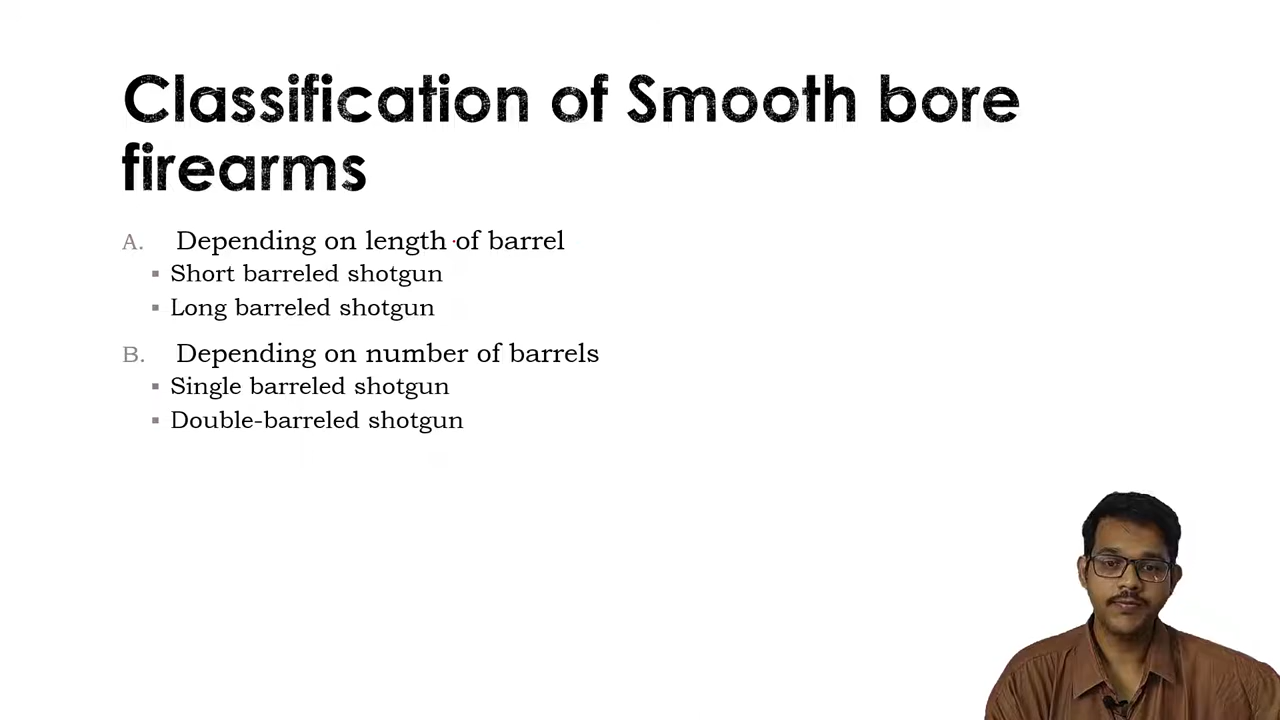 Classification of Smooth bore
firearms
A. Depending on length of barrel
▪ Short barreled shotgun
▪ Long barreled shotgun
B. Depending on number of barrels
▪ Single barreled shotgun
▪ Double-barreled shotgun